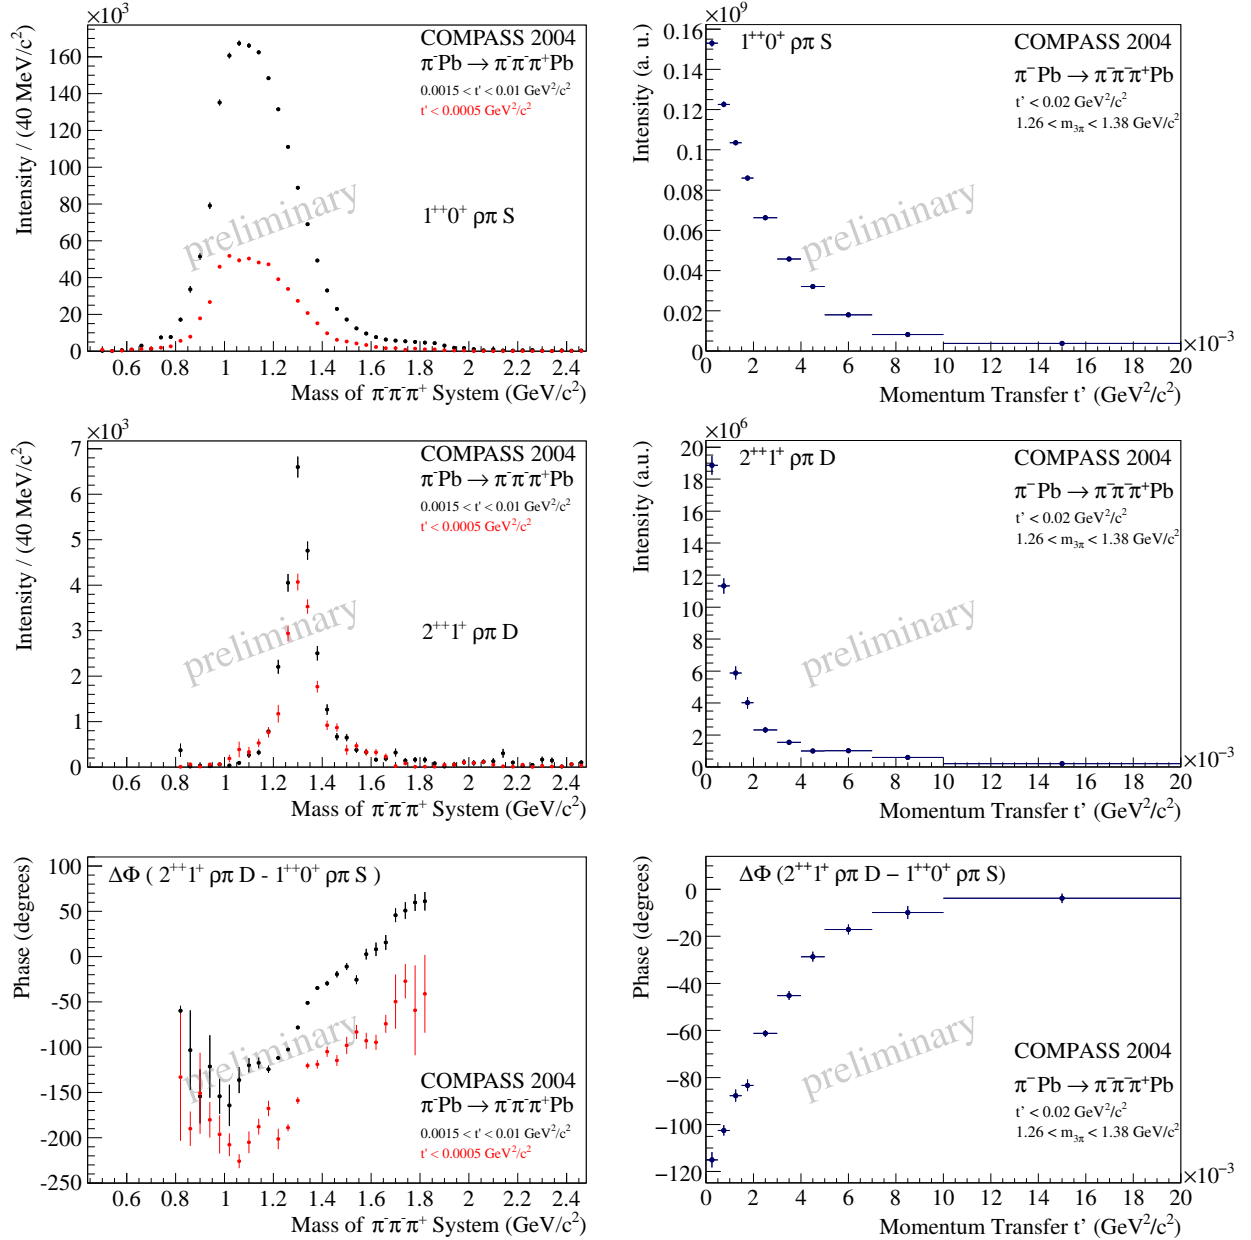 ×10³
Intensity / (40 MeV/c²)
160
140
120
100
80
60
40
20
0
COMPASS 2004
π⁻Pb → π⁻π⁻π⁺Pb
0.0015 < t' < 0.01 GeV²/c²
t' < 0.0005 GeV²/c²
1⁺⁺0⁺ ρπ S
preliminary
0.6 0.8 1 1.2 1.4 1.6 1.8 2 2.2 2.4
Mass of π⁻π⁻π⁺ System (GeV/c²)
×10⁹
Intensity (a. u.)
0.16
0.14
0.12
0.1
0.08
0.06
0.04
0.02
0
1⁺⁺0⁺ ρπ S
COMPASS 2004
π⁻Pb → π⁻π⁻π⁺Pb
t' < 0.02 GeV²/c²
1.26 < m₃π < 1.38 GeV/c²
preliminary
0 2 4 6 8 10 12 14 16 18 20
×10⁻³
Momentum Transfer t' (GeV²/c²)
×10³
Intensity / (40 MeV/c²)
7
6
5
4
3
2
1
0
COMPASS 2004
π⁻Pb → π⁻π⁻π⁺Pb
0.0015 < t' < 0.01 GeV²/c²
t' < 0.0005 GeV²/c²
2⁺⁺1⁺ ρπ D
preliminary
0.6 0.8 1 1.2 1.4 1.6 1.8 2 2.2 2.4
Mass of π⁻π⁻π⁺ System (GeV/c²)
×10⁶
Intensity (a.u.)
20
18
16
14
12
10
8
6
4
2
0
2⁺⁺1⁺ ρπ D
COMPASS 2004
π⁻Pb → π⁻π⁻π⁺Pb
t' < 0.02 GeV²/c²
1.26 < m₃π < 1.38 GeV/c²
preliminary
0 2 4 6 8 10 12 14 16 18 20
×10⁻³
Momentum Transfer t' (GeV²/c²)
Phase (degrees)
100
50
0
-50
-100
-150
-200
-250
ΔΦ ( 2⁺⁺1⁺ ρπ D - 1⁺⁺0⁺ ρπ S )
preliminary
COMPASS 2004
π⁻Pb → π⁻π⁻π⁺Pb
0.0015 < t' < 0.01 GeV²/c²
t' < 0.0005 GeV²/c²
0.6 0.8 1 1.2 1.4 1.6 1.8 2 2.2 2.4
Mass of π⁻π⁻π⁺ System (GeV/c²)
Phase (degrees)
0
−20
−40
−60
−80
−100
−120
ΔΦ (2⁺⁺1⁺ ρπ D − 1⁺⁺0⁺ ρπ S)
preliminary
COMPASS 2004
π⁻Pb → π⁻π⁻π⁺Pb
t' < 0.02 GeV²/c²
1.26 < m₃π < 1.38 GeV/c²
×10⁻³
0 2 4 6 8 10 12 14 16 18 20
Momentum Transfer t' (GeV²/c²)